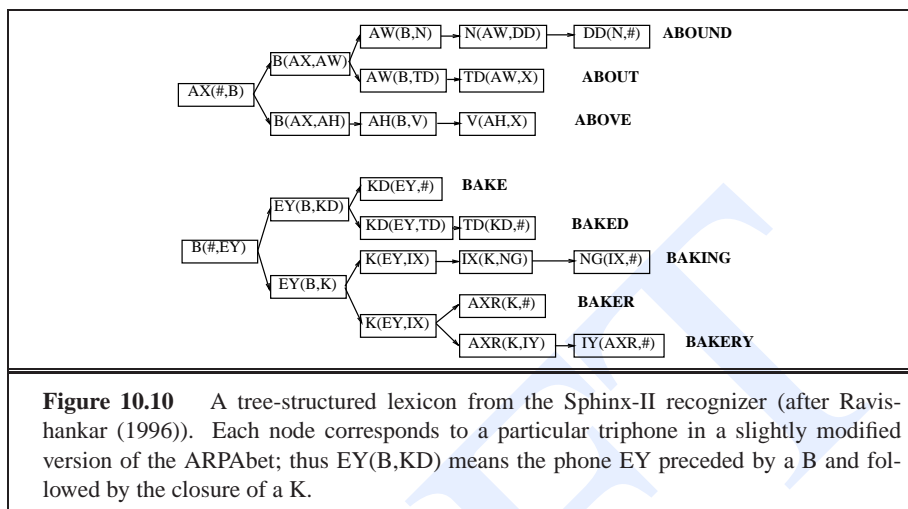 AW(B,N) N(AW,DD) DD(N,#) ABOUND
B(AX,AW)
AW(B,TD) TD(AW,X) ABOUT
AX(#,B)
B(AX,AH) AH(B,V) V(AH,X) ABOVE
KD(EY,#) BAKE
EY(B,KD)
KD(EY,TD) TD(KD,#) BAKED
B(#,EY)
K(EY,IX) IX(K,NG) NG(IX,#) BAKING
EY(B,K)
AXR(K,#) BAKER
K(EY,IX)
AXR(K,IY) IY(AXR,#) BAKERY
Figure 10.10 A tree-structured lexicon from the Sphinx-II recognizer (after Ravis-
hankar (1996)). Each node corresponds to a particular triphone in a slightly modified
version of the ARPAbet; thus EY(B,KD) means the phone EY preceded by a B and fol-
lowed by the closure of a K.